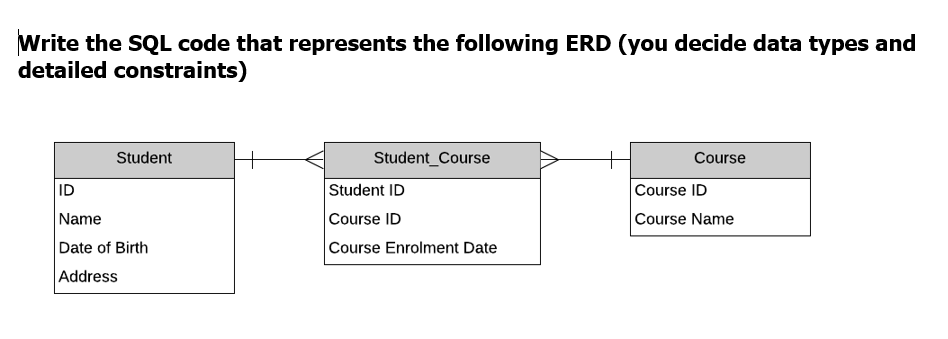 Write the SQL code that represents the following ERD (you decide data types and
detailed constraints)
Student
ID
Name
Date of Birth
Address
Student_Course
Student ID
Course ID
Course Enrolment Date
Course
Course ID
Course Name